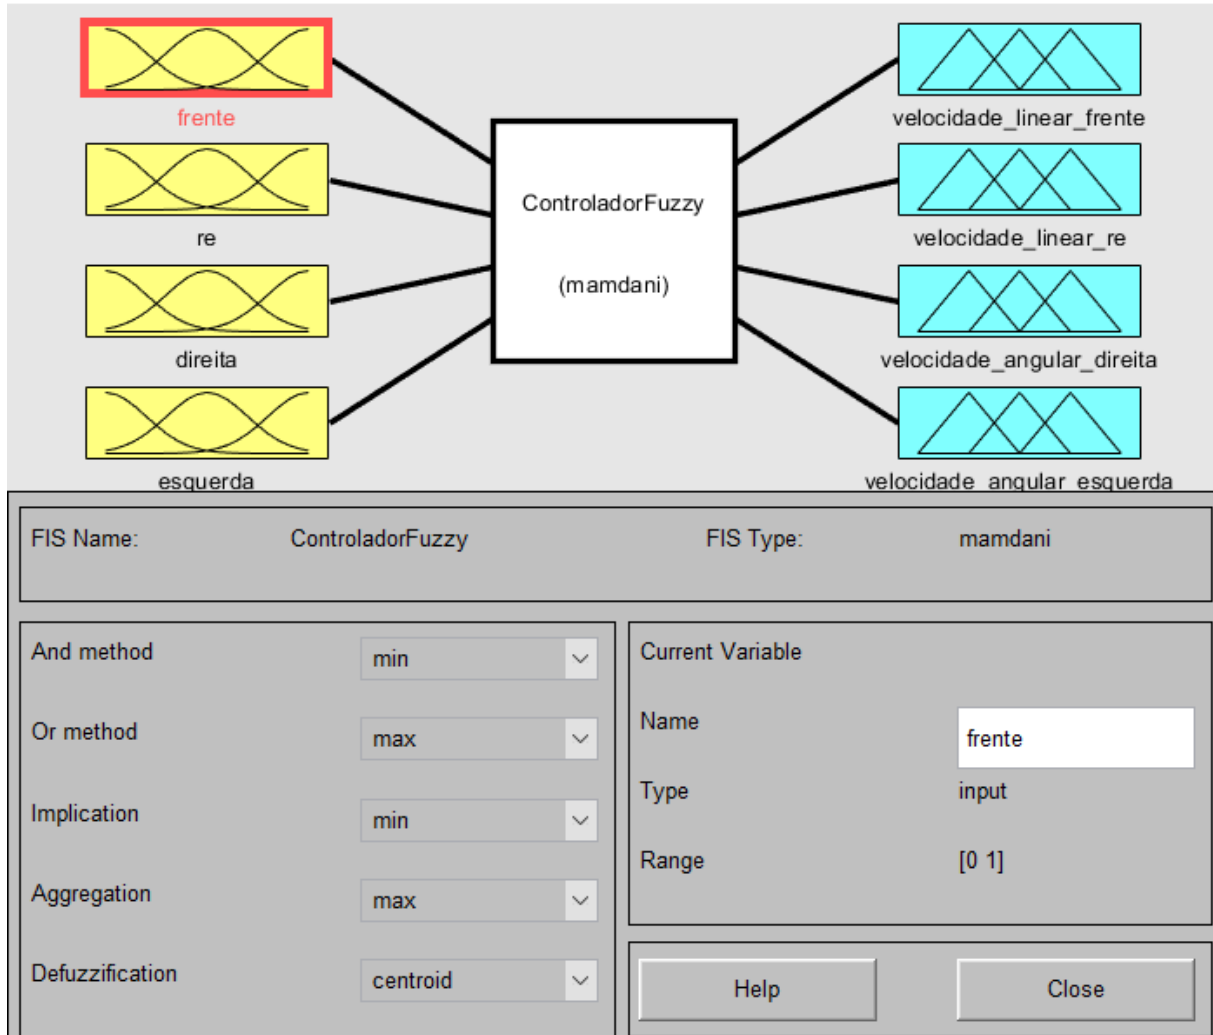 frente
velocidade_linear_frente
re
velocidade_linear_re
ControladorFuzzy
(mamdani)
direita
velocidade_angular_direita
esquerda
velocidade_angular_esquerda
FIS Name: ControladorFuzzy FIS Type: mamdani
And method min
Or method max
Implication min
Aggregation max
Defuzzification centroid
Current Variable
Name frente
Type input
Range [0 1]
Help Close